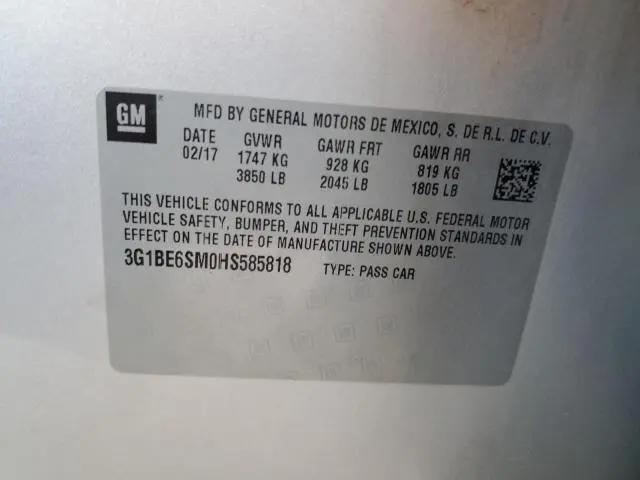 GM
MFD BY GENERAL MOTORS DE MEXICO, S. DE R.L. DE C.V.
DATE GVWR GAWR FRT GAWR RR
02/17 1747 KG 928 KG 819 KG
3850 LB 2045 LB 1805 LB
THIS VEHICLE CONFORMS TO ALL APPLICABLE U.S. FEDERAL MOTOR
VEHICLE SAFETY, BUMPER, AND THEFT PREVENTION STANDARDS IN
EFFECT ON THE DATE OF MANUFACTURE SHOWN ABOVE.
3G1BE6SM0HS585818 TYPE: PASS CAR